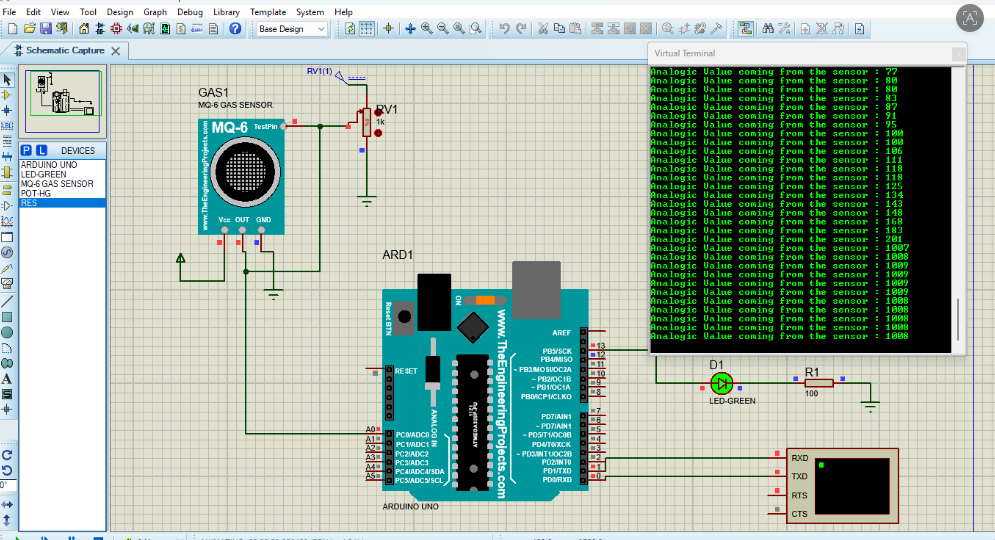 File Edit View Tool Design Graph Debug Library Template System Help
Base Design
Schematic Capture
Virtual Terminal
Analogic Value coming from the sensor : 77
Analogic Value coming from the sensor : 80
Analogic Value coming from the sensor : 80
Analogic Value coming from the sensor : 83
Analogic Value coming from the sensor : 87
Analogic Value coming from the sensor : 91
Analogic Value coming from the sensor : 95
Analogic Value coming from the sensor : 100
Analogic Value coming from the sensor : 100
Analogic Value coming from the sensor : 106
Analogic Value coming from the sensor : 111
Analogic Value coming from the sensor : 118
Analogic Value coming from the sensor : 118
Analogic Value coming from the sensor : 125
Analogic Value coming from the sensor : 134
Analogic Value coming from the sensor : 143
Analogic Value coming from the sensor : 148
Analogic Value coming from the sensor : 168
Analogic Value coming from the sensor : 183
Analogic Value coming from the sensor : 201
Analogic Value coming from the sensor : 1007
Analogic Value coming from the sensor : 1008
Analogic Value coming from the sensor : 1009
Analogic Value coming from the sensor : 1009
Analogic Value coming from the sensor : 1009
Analogic Value coming from the sensor : 1009
Analogic Value coming from the sensor : 1008
Analogic Value coming from the sensor : 1008
Analogic Value coming from the sensor : 1008
Analogic Value coming from the sensor : 1008
Analogic Value coming from the sensor : 1008
P L DEVICES
ARDUINO UNO
LED-GREEN
MQ-6 GAS SENSOR
POT-HG
RES
RV1(1)
GAS1
MQ-6 GAS SENSOR
RV1
1k
MQ-6 TestPin
www.TheEngineeringProjects.com
Vcc OUT GND
ARD1
ON
Reset BTN
www.TheEngineeringProjects.com
RESET
ANALOG IN
A0 PC0/ADC0
A1 PC1/ADC1
A2 PC2/ADC2
A3 PC3/ADC3
A4 PC4/ADC4/SDA
A5 PC5/ADC5/SCL
AREF
PB5/SCK 13
PB4/MISO 12
~ PB3/MOSI/OC2A 11
~ PB2/OC1B 10
~ PB1/OC1A 9
PB0/ICP1/CLKO 8
PD7/AIN1 7
~ PD7/AIN1 6
~ PD5/T1/OC0B 5
PD4/T0/XCK 4
~ PD3/INT1/OC2B 3
PD2/INT0 2
PD1/TXD 1
PD0/RXD 0
ARDUINO UNO
D1
LED-GREEN
R1
100
RXD
TXD
RTS
CTS